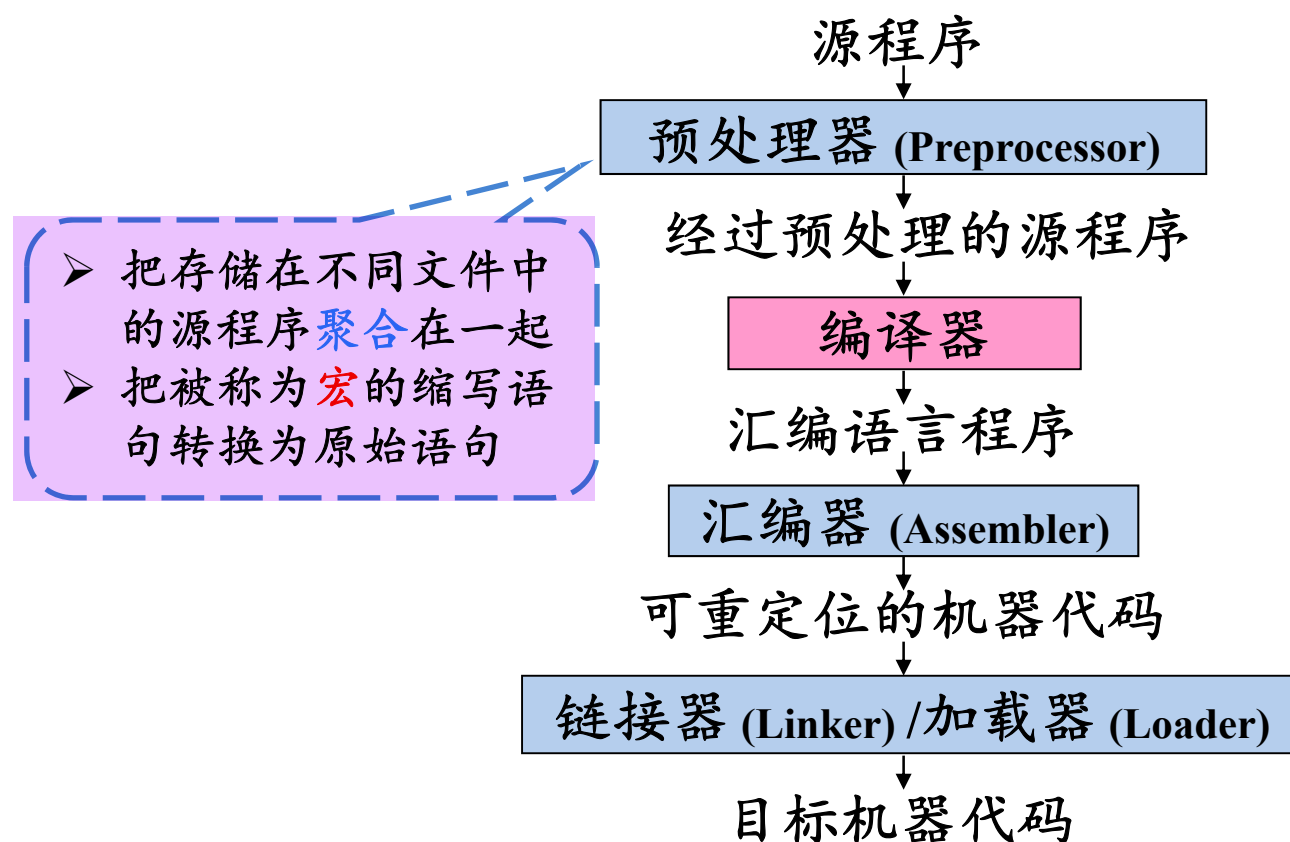 源程序
预处理器 (Preprocessor)
经过预处理的源程序
➢ 把存储在不同文件中
的源程序聚合在一起
➢ 把被称为宏的缩写语
句转换为原始语句
编译器
汇编语言程序
汇编器 (Assembler)
可重定位的机器代码
链接器 (Linker) /加载器 (Loader)
目标机器代码